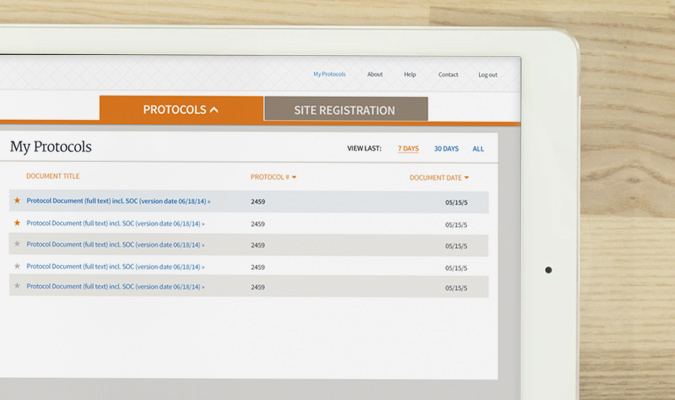 My Protocols About Help Contact Log out
PROTOCOLS SITE REGISTRATION
My Protocols VIEW LAST: 7 DAYS 30 DAYS ALL
DOCUMENT TITLE PROTOCOL # DOCUMENT DATE
Protocol Document (full text) incl. SOC (version date 06/18/14) » 2459 05/15/5
Protocol Document (full text) incl. SOC (version date 06/18/14) » 2459 05/15/5
Protocol Document (full text) incl. SOC (version date 06/18/14) » 2459 05/15/5
Protocol Document (full text) incl. SOC (version date 06/18/14) » 2459 05/15/5
Protocol Document (full text) incl. SOC (version date 06/18/14) » 2459 05/15/5